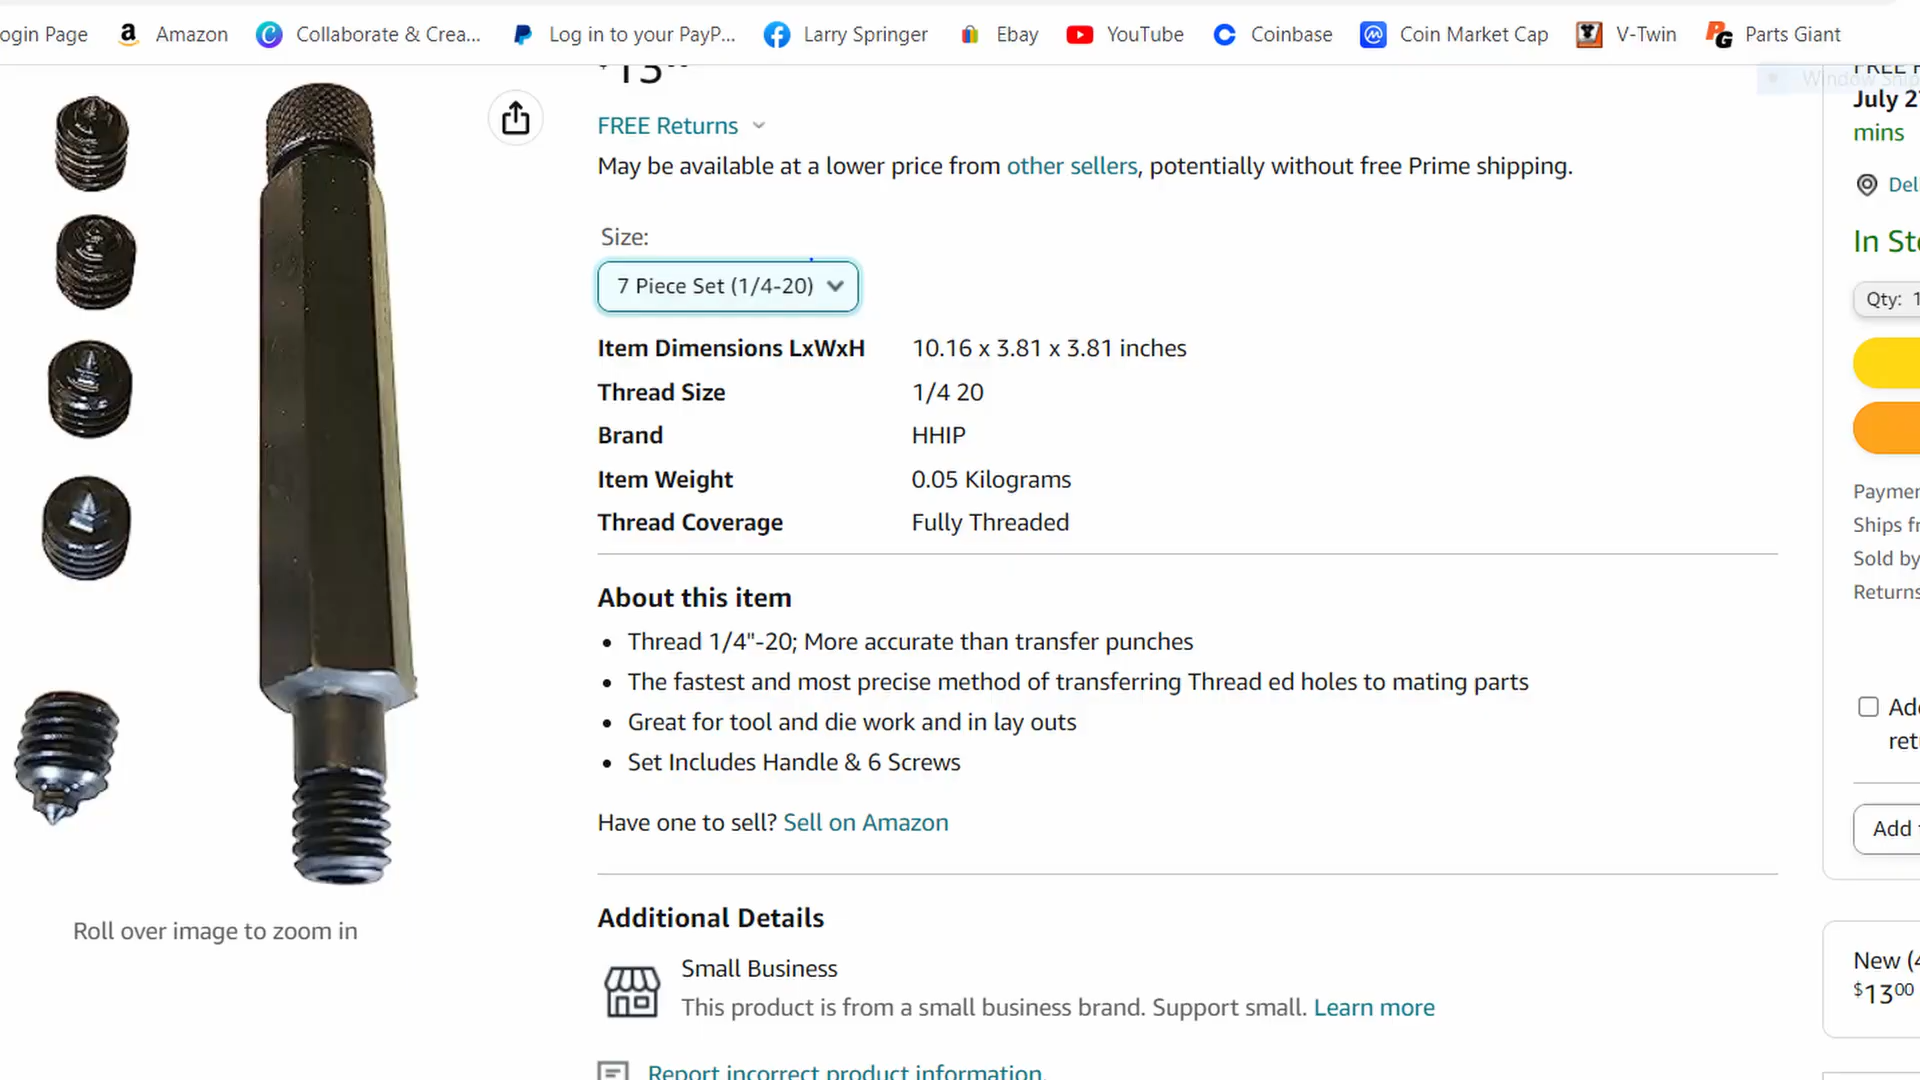 ogin Page
Amazon
Collaborate & Crea...
Log in to your PayP...
Larry Springer
Ebay
YouTube
Coinbase
Coin Market Cap
V-Twin
Parts Giant
FREE Returns
May be available at a lower price from other sellers, potentially without free Prime shipping.
Size:
7 Piece Set (1/4-20)
Item Dimensions LxWxH 10.16 x 3.81 x 3.81 inches
Thread Size 1/4 20
Brand HHIP
Item Weight 0.05 Kilograms
Thread Coverage Fully Threaded
About this item
Thread 1/4"-20; More accurate than transfer punches
The fastest and most precise method of transferring Thread ed holes to mating parts
Great for tool and die work and in lay outs
Set Includes Handle & 6 Screws
Have one to sell? Sell on Amazon
Additional Details
Small Business
This product is from a small business brand. Support small. Learn more
Report incorrect product information.
Roll over image to zoom in
July 2
mins
Del
In Sto
Qty: 1
Paymen
Ships fr
Sold by
Returns
Add
ret
Add
New (4
$1300